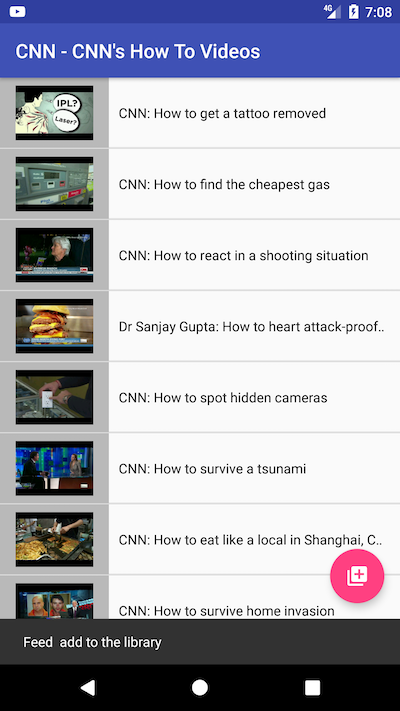 4G 7:08
CNN - CNN's How To Videos
IPL?
Laser?
CNN: How to get a tattoo removed
CNN: How to find the cheapest gas
CNN: How to react in a shooting situation
Dr Sanjay Gupta: How to heart attack-proof..
CNN: How to spot hidden cameras
CNN: How to survive a tsunami
CNN: How to eat like a local in Shanghai, C..
CNN: How to survive home invasion
Feed  add to the library